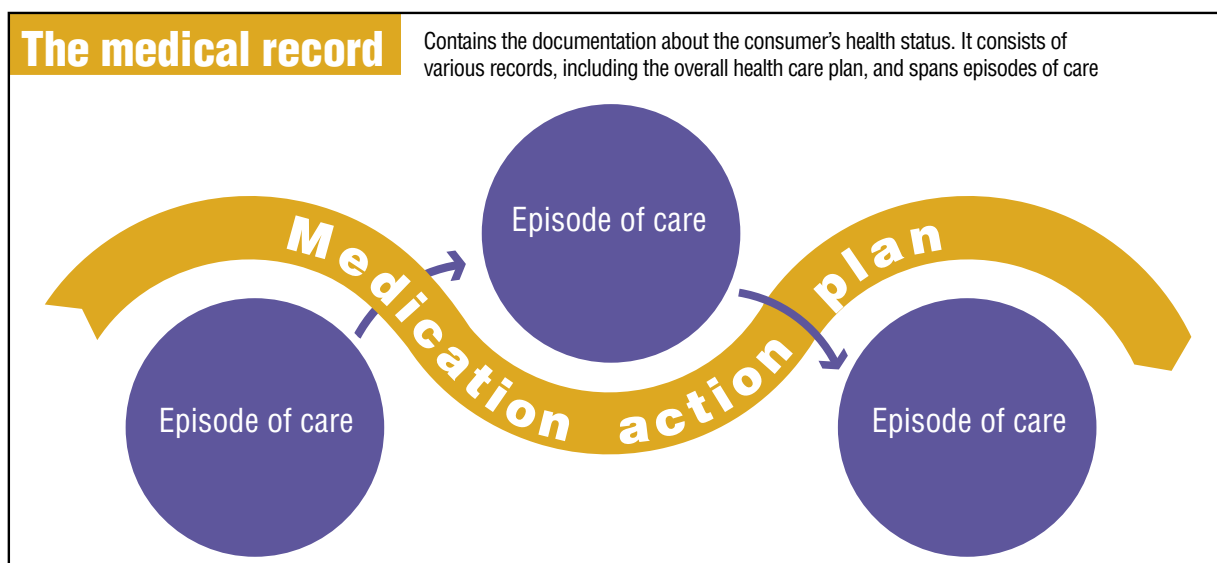 The medical record
Contains the documentation about the consumer’s health status. It consists of
various records, including the overall health care plan, and spans episodes of care
Episode of care
Medication action plan
Episode of care
Episode of care